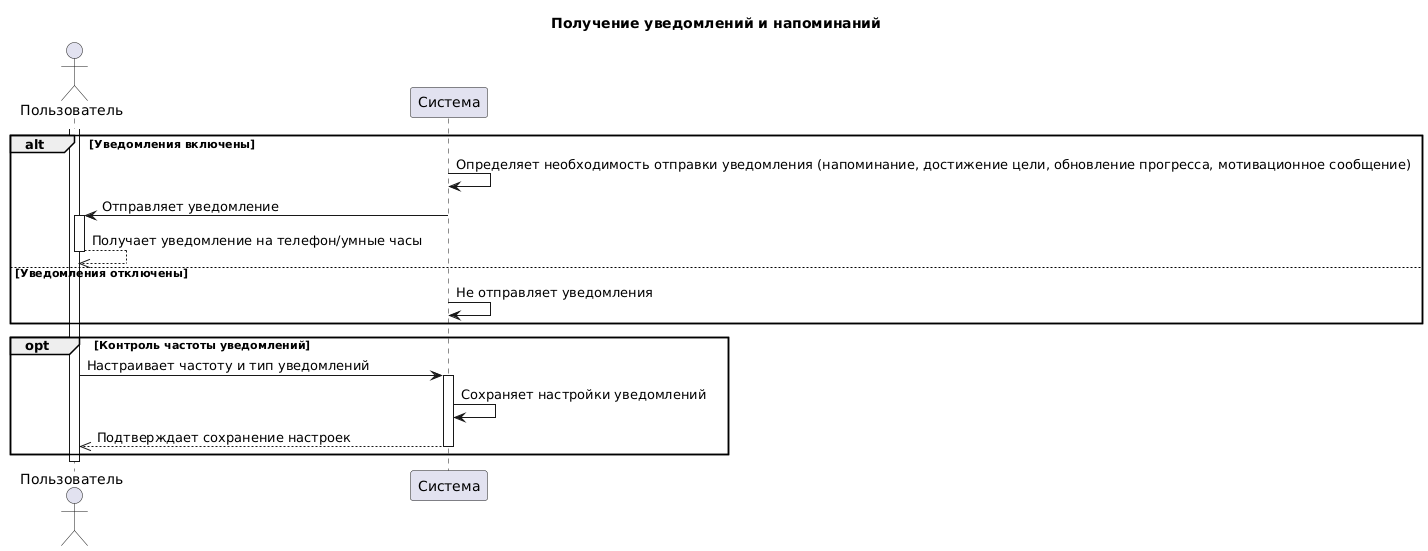 Получение уведомлений и напоминаний
Пользователь
Система
alt
[Уведомления включены]
Определяет необходимость отправки уведомления (напоминание, достижение цели, обновление прогресса, мотивационное сообщение)
Отправляет уведомление
Получает уведомление на телефон/умные часы
[Уведомления отключены]
Не отправляет уведомления
opt
[Контроль частоты уведомлений]
Настраивает частоту и тип уведомлений
Сохраняет настройки уведомлений
Подтверждает сохранение настроек
Пользователь
Система